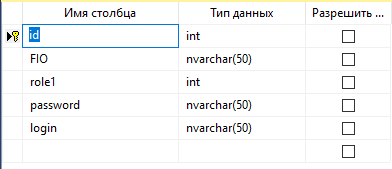 Имя столбца Тип данных Разрешить ...
id int
FIO nvarchar(50)
role1 int
password nvarchar(50)
login nvarchar(50)